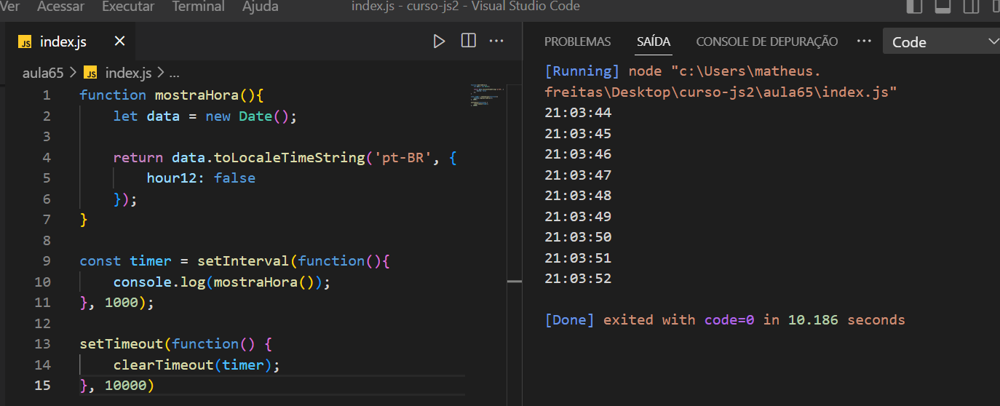 Ver Acessar Executar Terminal Ajuda index.js - curso-js2 - Visual Studio Code
JS index.js
aula65 > JS index.js > ...
1 function mostraHora(){
2 let data = new Date();
3
4 return data.toLocaleTimeString('pt-BR', {
5 hour12: false
6 });
7 }
8
9 const timer = setInterval(function(){
10 console.log(mostraHora());
11 }, 1000);
12
13 setTimeout(function() {
14 clearTimeout(timer);
15 }, 10000)
PROBLEMAS SAÍDA CONSOLE DE DEPURAÇÃO ... Code
[Running] node "c:\Users\matheus.
freitas\Desktop\curso-js2\aula65\index.js"
21:03:44
21:03:45
21:03:46
21:03:47
21:03:48
21:03:49
21:03:50
21:03:51
21:03:52
[Done] exited with code=0 in 10.186 seconds